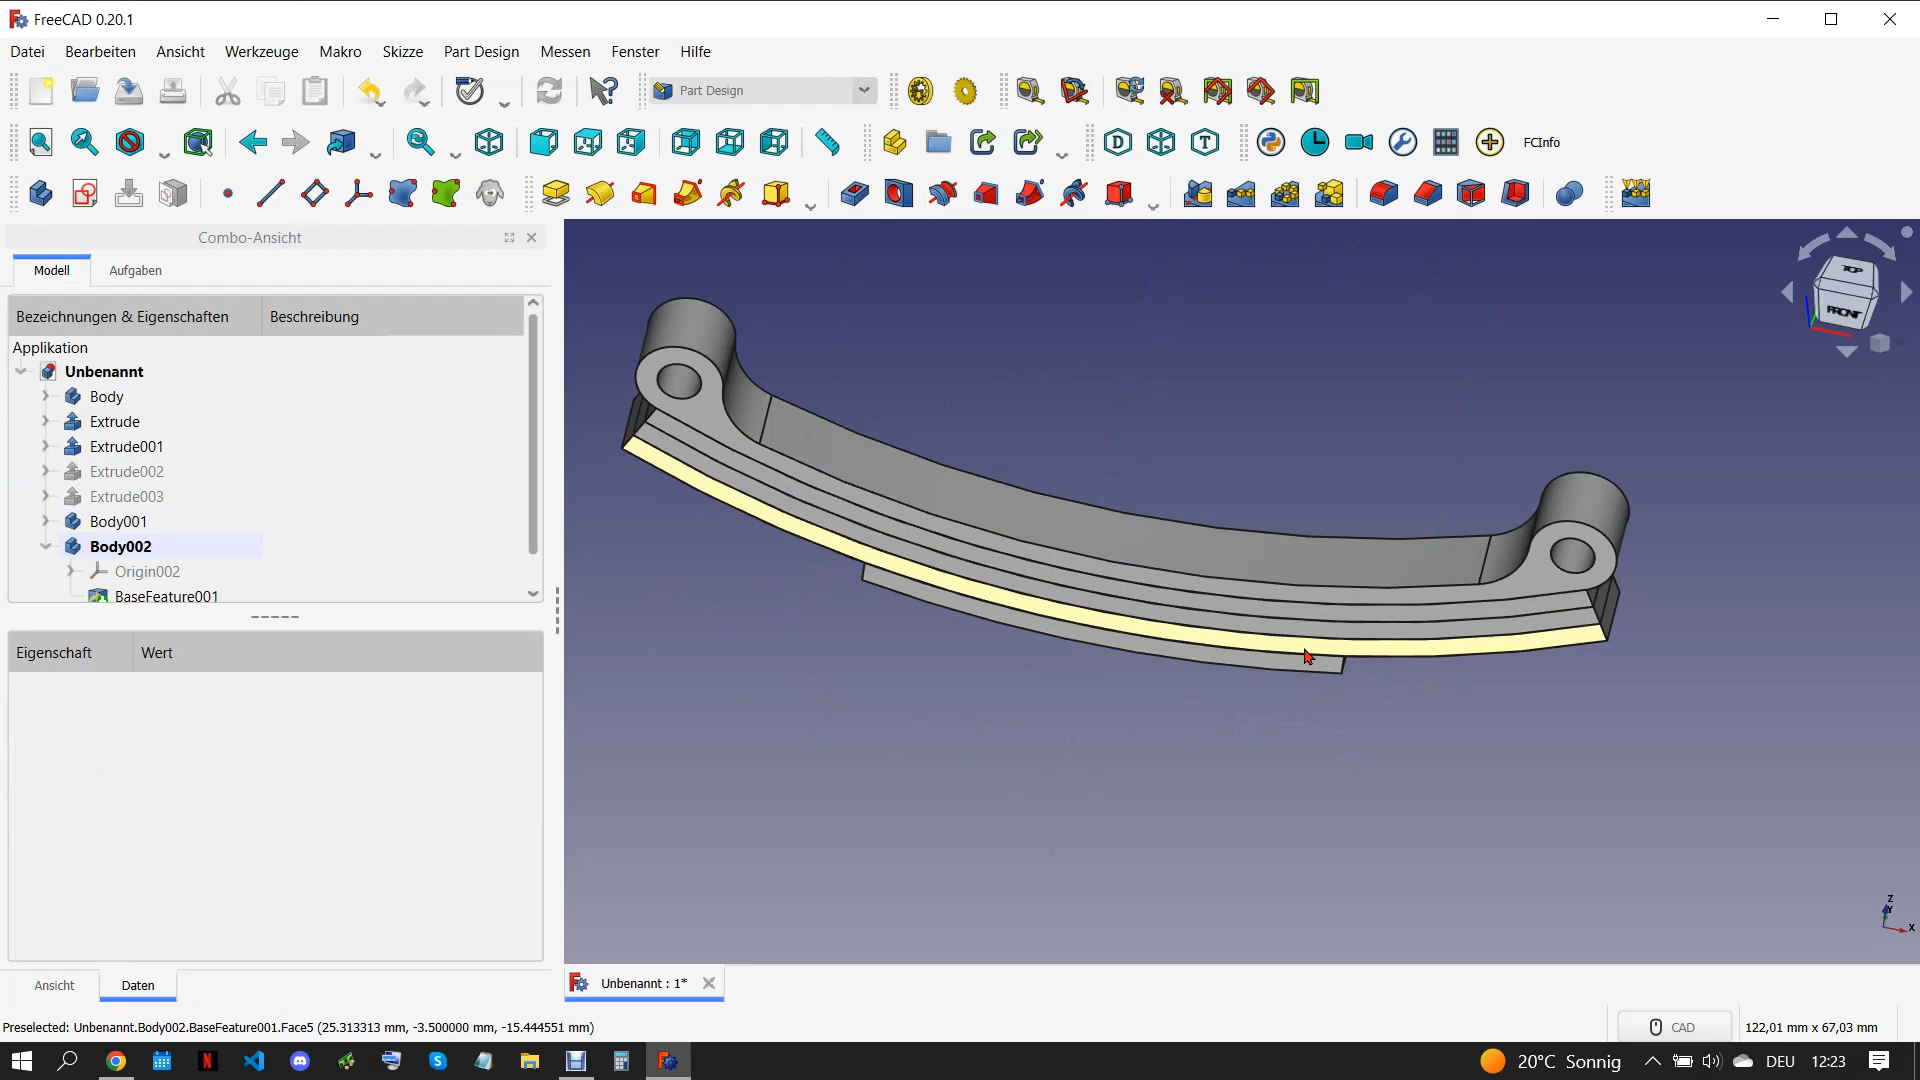 FreeCAD 0.20.1
Datei Bearbeiten Ansicht Werkzeuge Makro Skizze Part Design Messen Fenster Hilfe
Part Design
D T FCInfo
Combo-Ansicht
Modell Aufgaben
Bezeichnungen & Eigenschaften Beschreibung
Applikation
Unbenannt
Body
Extrude
Extrude001
Extrude002
Extrude003
Body001
Body002
Origin002
BaseFeature001
TOP
FRONT
Eigenschaft Wert
Z
Y
X
Ansicht Daten
Unbenannt : 1*
Preselected: Unbenannt.Body002.BaseFeature001.Face5 (25.313313 mm, -3.500000 mm, -15.444551 mm)
CAD 122,01 mm x 67,03 mm
N S 20°C Sonnig DEU 12:23